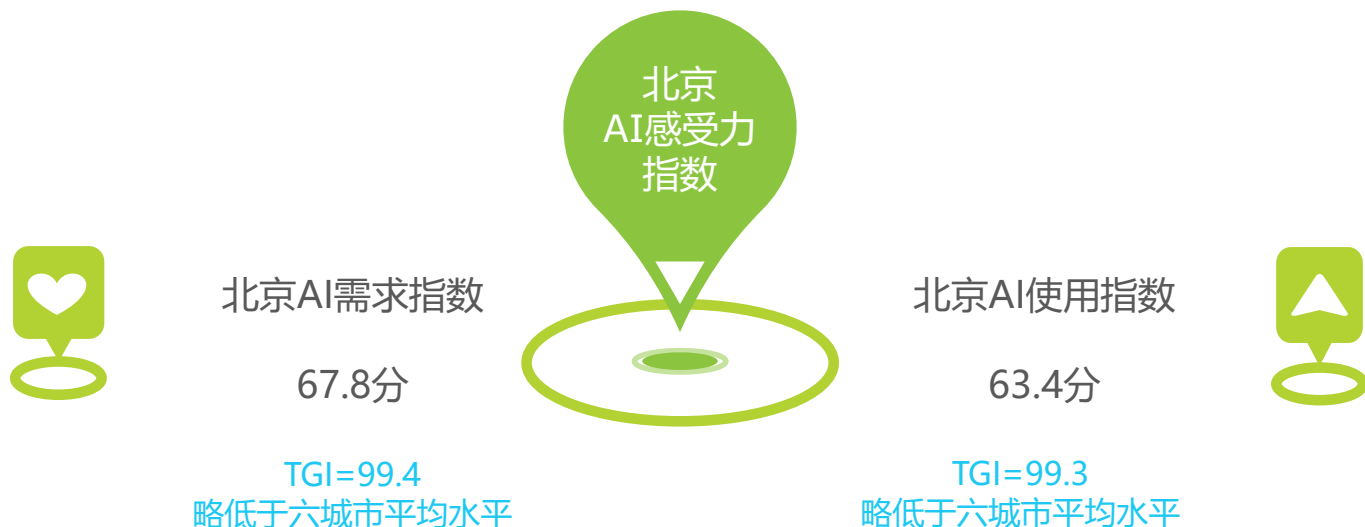 北京
AI感受力
指数
北京AI需求指数
67.8分
TGI=99.4
略低于六城市平均水平
北京AI使用指数
63.4分
TGI=99.3
略低于六城市平均水平